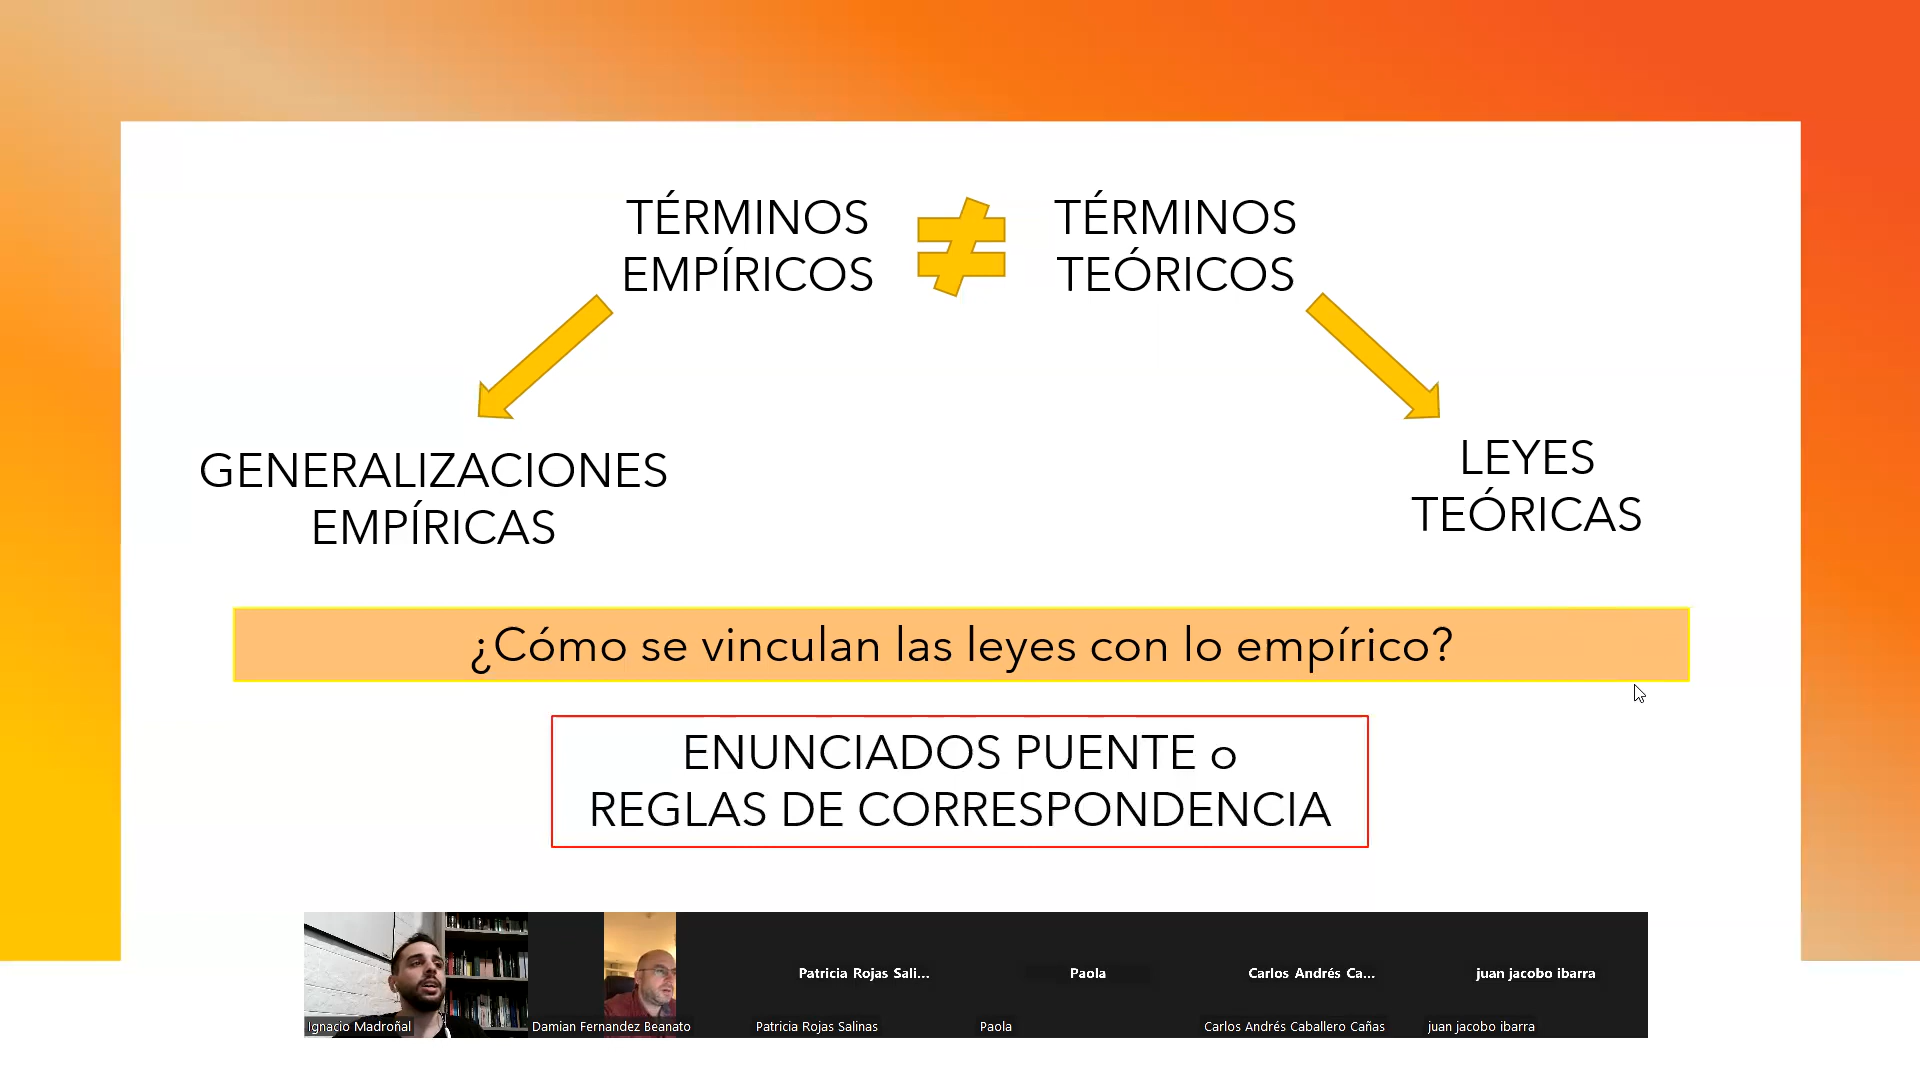 TÉRMINOS
EMPÍRICOS
≠
TÉRMINOS
TEÓRICOS
GENERALIZACIONES
EMPÍRICAS
LEYES
TEÓRICAS
¿Cómo se vinculan las leyes con lo empírico?
ENUNCIADOS PUENTE o
REGLAS DE CORRESPONDENCIA
Patricia Rojas Sali...
Paola
Carlos Andrés Ca...
juan jacobo ibarra
Ignacio Madroñal
Damian Fernandez Beanato
Patricia Rojas Salinas
Paola
Carlos Andrés Caballero Cañas
juan jacobo ibarra